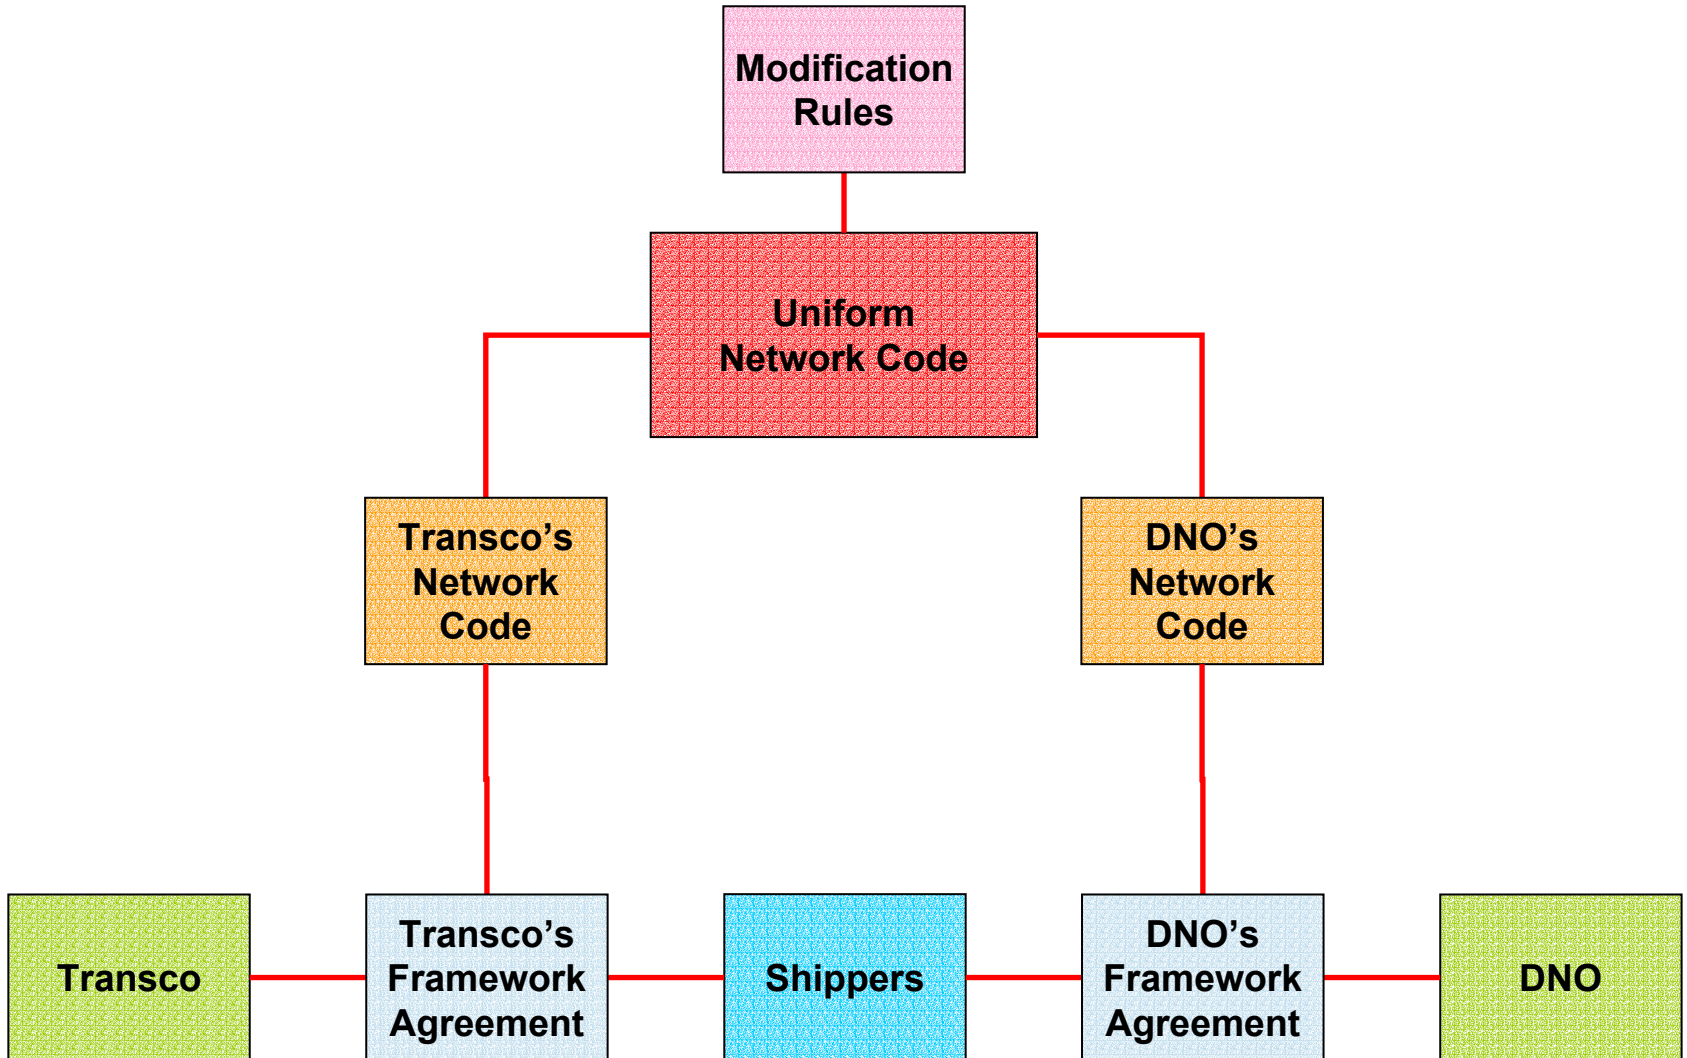 Modification
Rules
Uniform
Network Code
Transco’s
Network
Code
DNO’s
Network
Code
Transco
Transco’s
Framework
Agreement
Shippers
DNO’s
Framework
Agreement
DNO